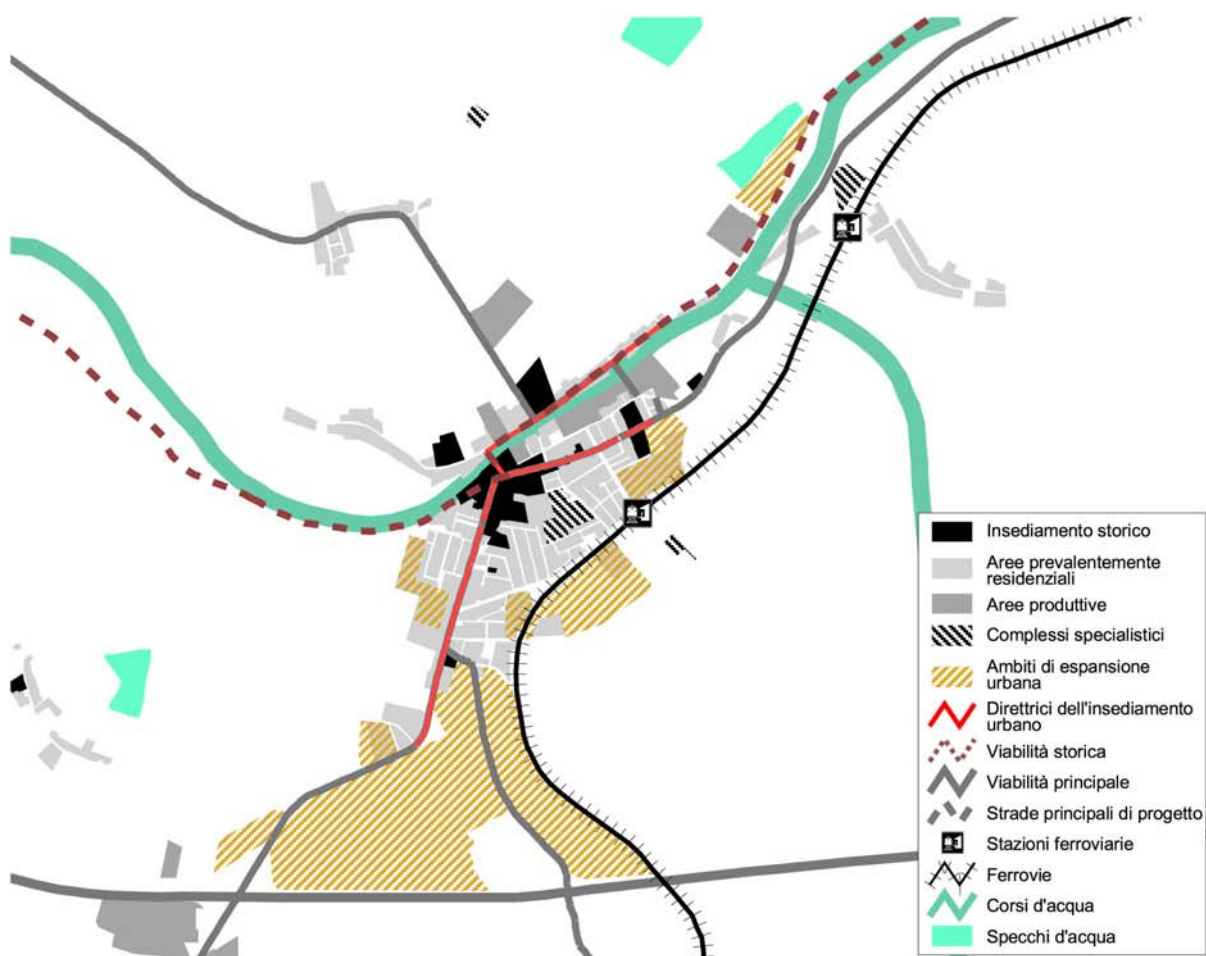 Insediamento storico
Aree prevalentemente
residenziali
Aree produttive
Complessi specialistici
Ambiti di espansione
urbana
Direttrici dell'insediamento
urbano
Viabilità storica
Viabilità principale
Strade principali di progetto
Stazioni ferroviarie
Ferrovie
Corsi d'acqua
Specchi d'acqua